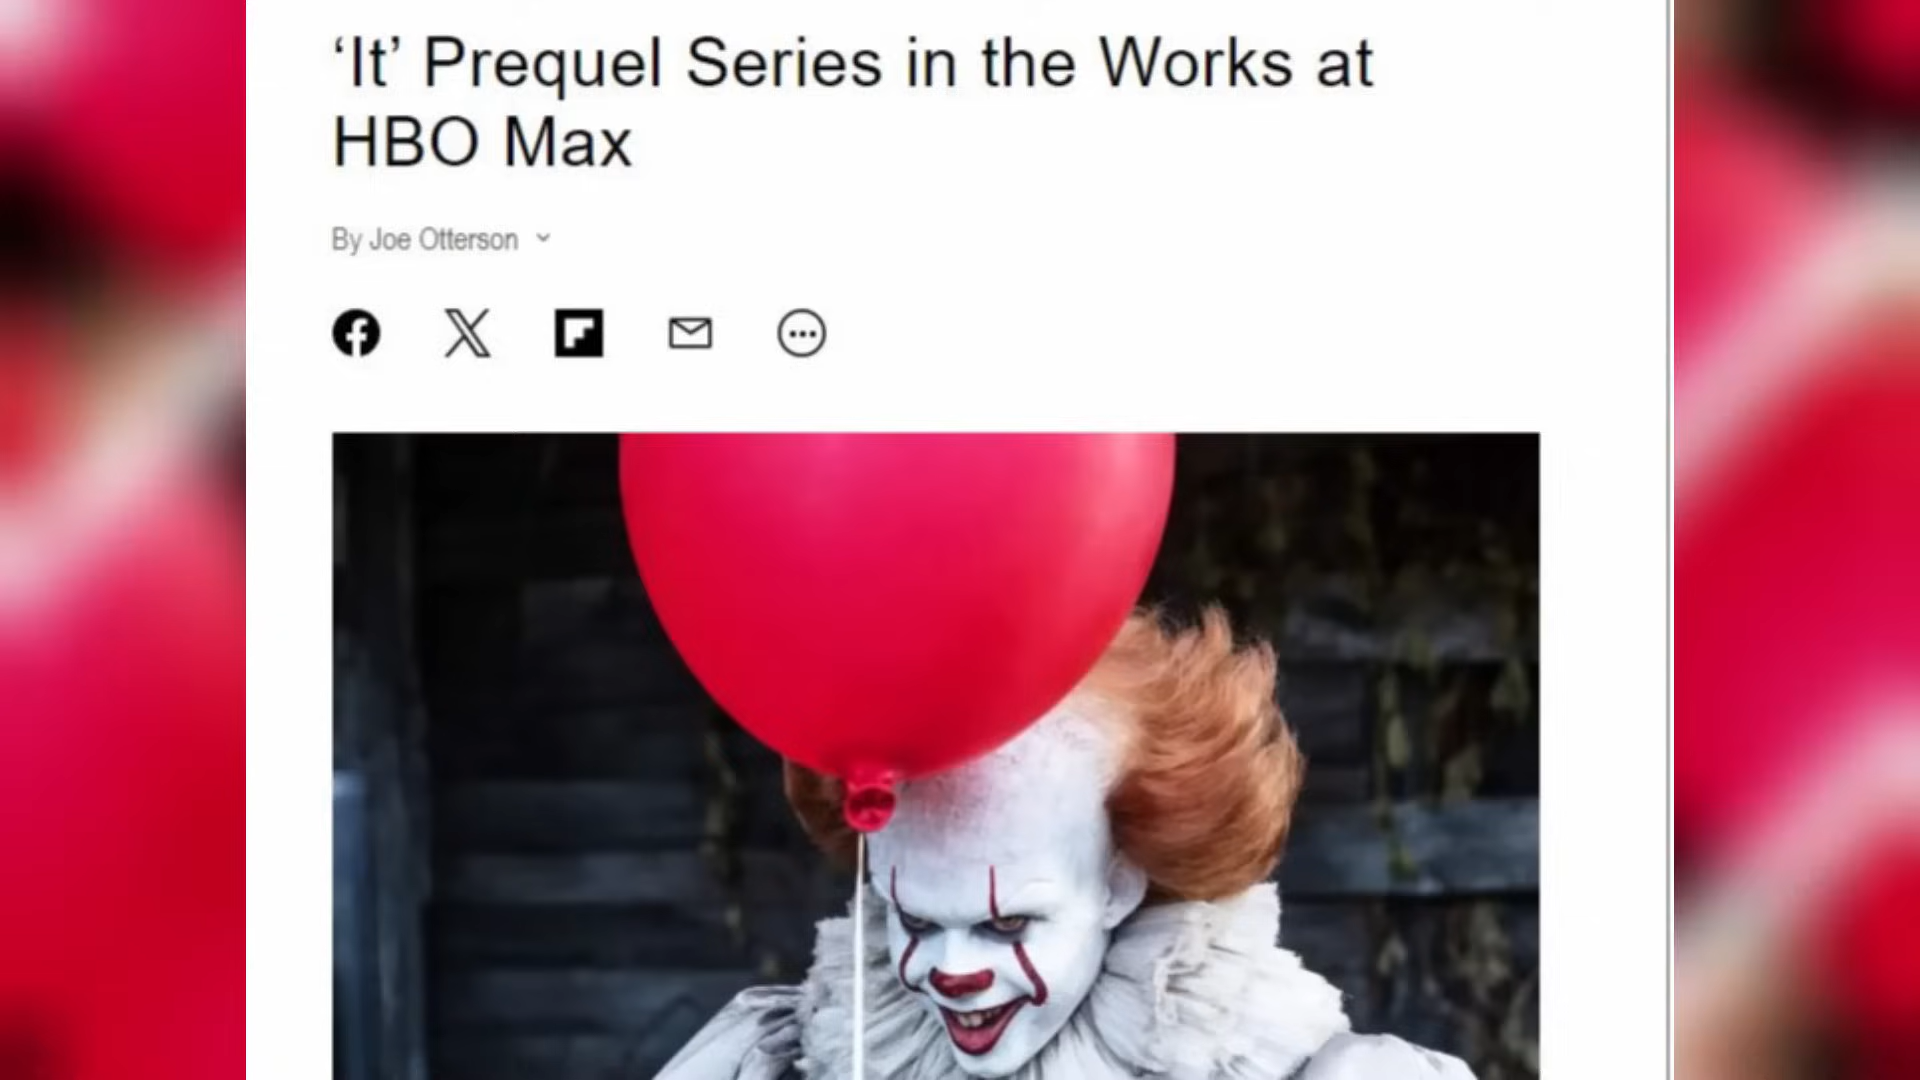 ‘It’ Prequel Series in the Works at
HBO Max
By Joe Otterson